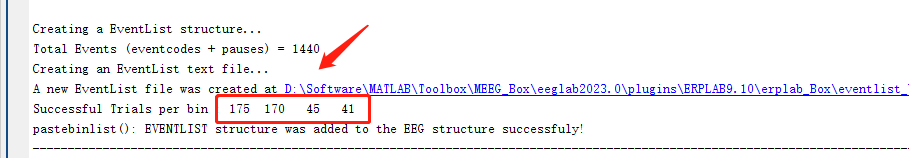 Creating a EventList structure...
Total Events (eventcodes + pauses) = 1440
Creating an EventList text file...
A new EventList file was created at D:\Software\MATLAB\Toolbox\MEEG_Box\eeglab2023.0\plugins\ERPLAB9.10\erplab_Box\eventlist_
Successful Trials per bin 175 170 45 41
pastebinlist(): EVENTLIST structure was added to the EEG structure successfuly!